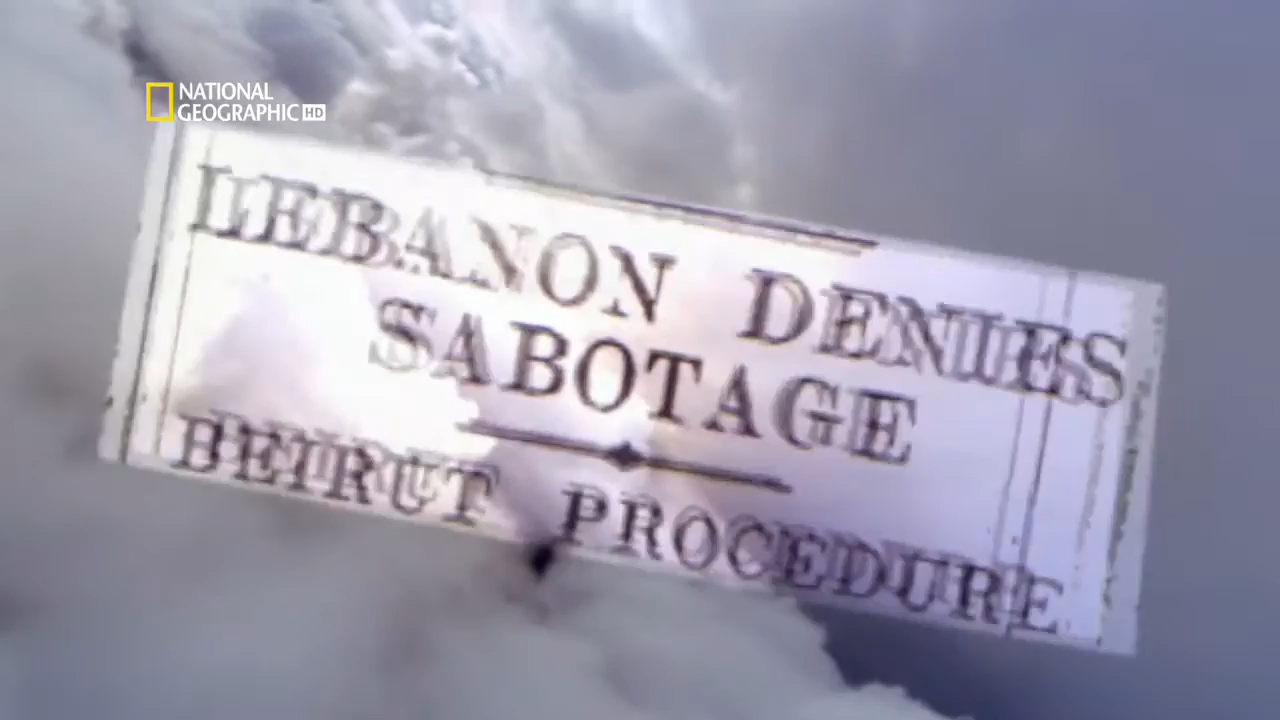 NATIONAL
GEOGRAPHIC HD
LEBANON DENIES
SABOTAGE
BEIRUT PROCEDURE